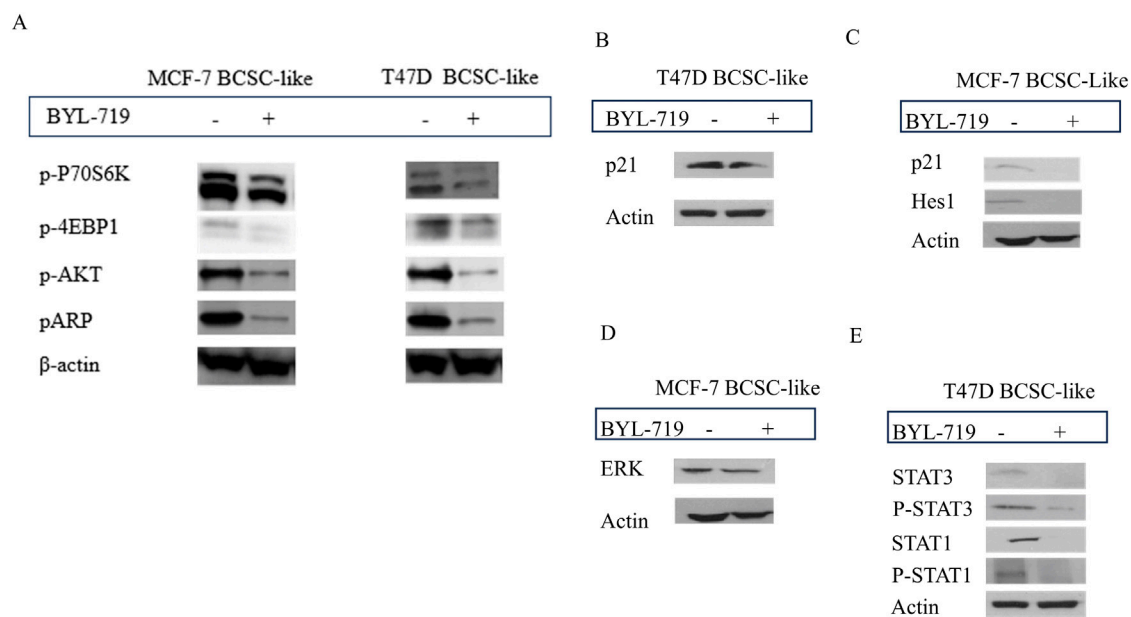 A
MCF-7 BCSC-like T47D BCSC-like
BYL-719 - + - +
p-P70S6K
p-4EBP1
p-AKT
pARP
β-actin
B
T47D BCSC-like
BYL-719 - +
p21
Actin
C
MCF-7 BCSC-Like
BYL-719 - +
p21
Hes1
Actin
D
MCF-7 BCSC-like
BYL-719 - +
ERK
Actin
E
T47D BCSC-like
BYL-719 - +
STAT3
P-STAT3
STAT1
P-STAT1
Actin